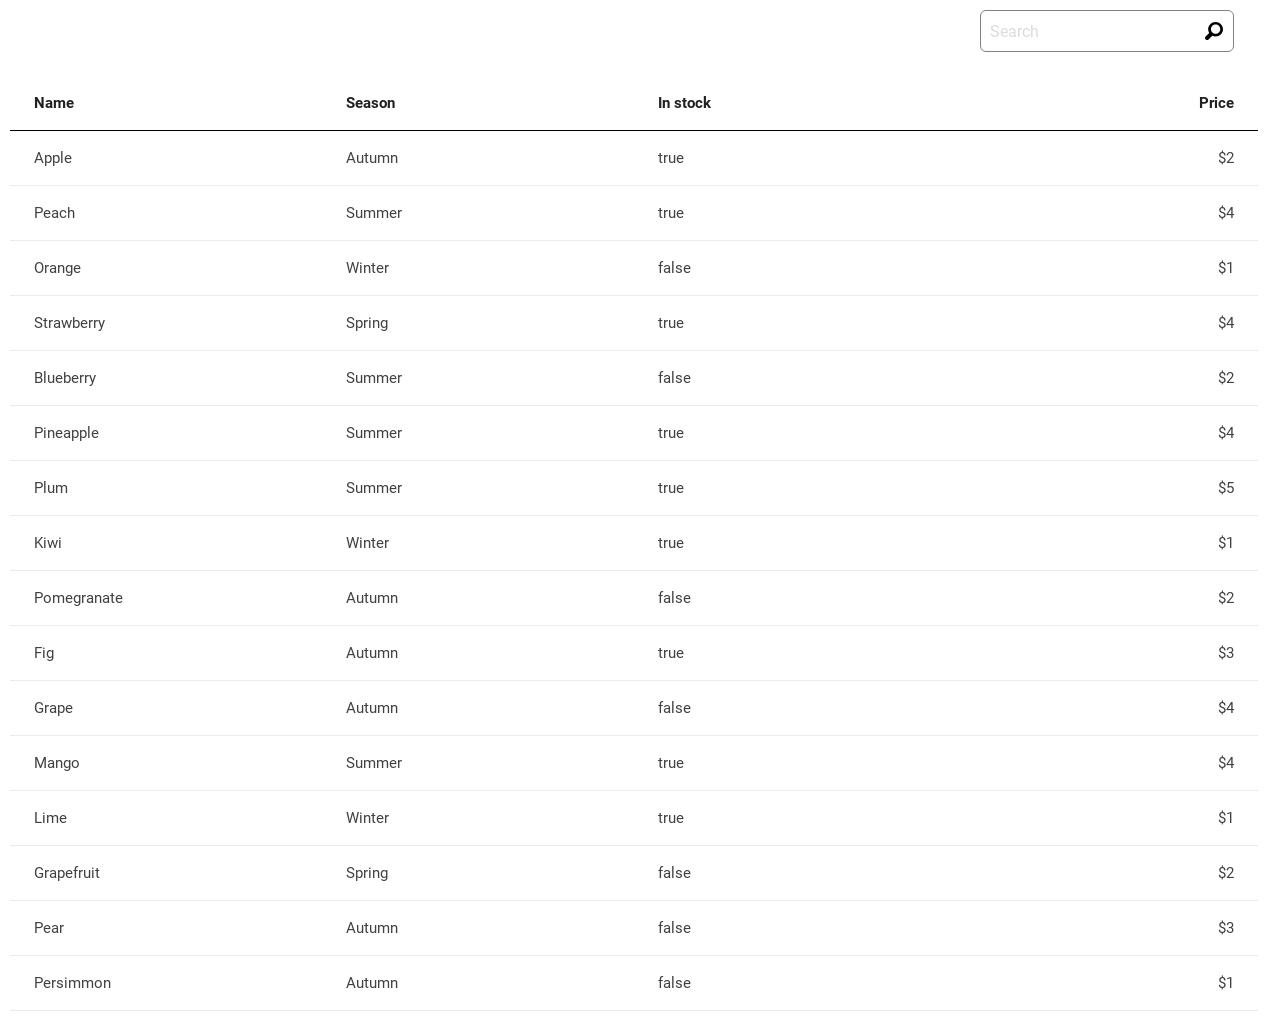 Search
Name Season In stock Price
Apple Autumn true $2
Peach Summer true $4
Orange Winter false $1
Strawberry Spring true $4
Blueberry Summer false $2
Pineapple Summer true $4
Plum Summer true $5
Kiwi Winter true $1
Pomegranate Autumn false $2
Fig Autumn true $3
Grape Autumn false $4
Mango Summer true $4
Lime Winter true $1
Grapefruit Spring false $2
Pear Autumn false $3
Persimmon Autumn false $1